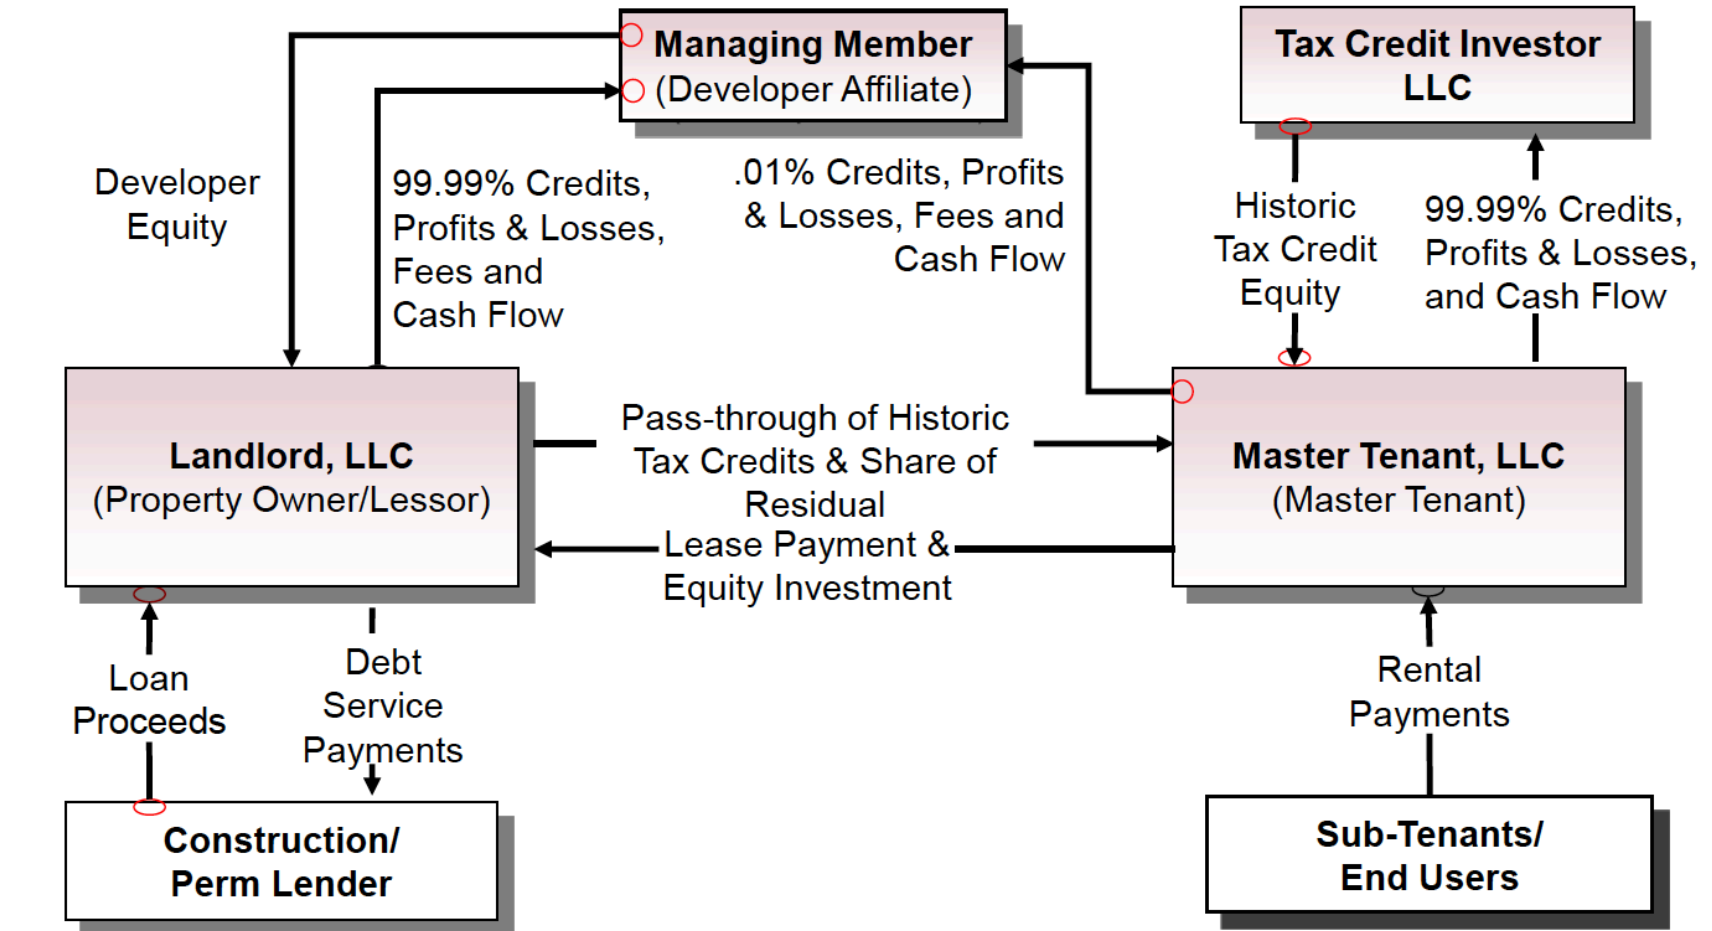 Managing Member
(Developer Affiliate)
Tax Credit Investor
LLC
Developer
Equity
99.99% Credits,
Profits & Losses,
Fees and
Cash Flow
.01% Credits, Profits
& Losses, Fees and
Cash Flow
Historic
Tax Credit
Equity
99.99% Credits,
Profits & Losses,
and Cash Flow
Landlord, LLC
(Property Owner/Lessor)
Pass-through of Historic
Tax Credits & Share of
Residual
Lease Payment &
Equity Investment
Master Tenant, LLC
(Master Tenant)
Loan
Proceeds
Debt
Service
Payments
Rental
Payments
Construction/
Perm Lender
Sub-Tenants/
End Users